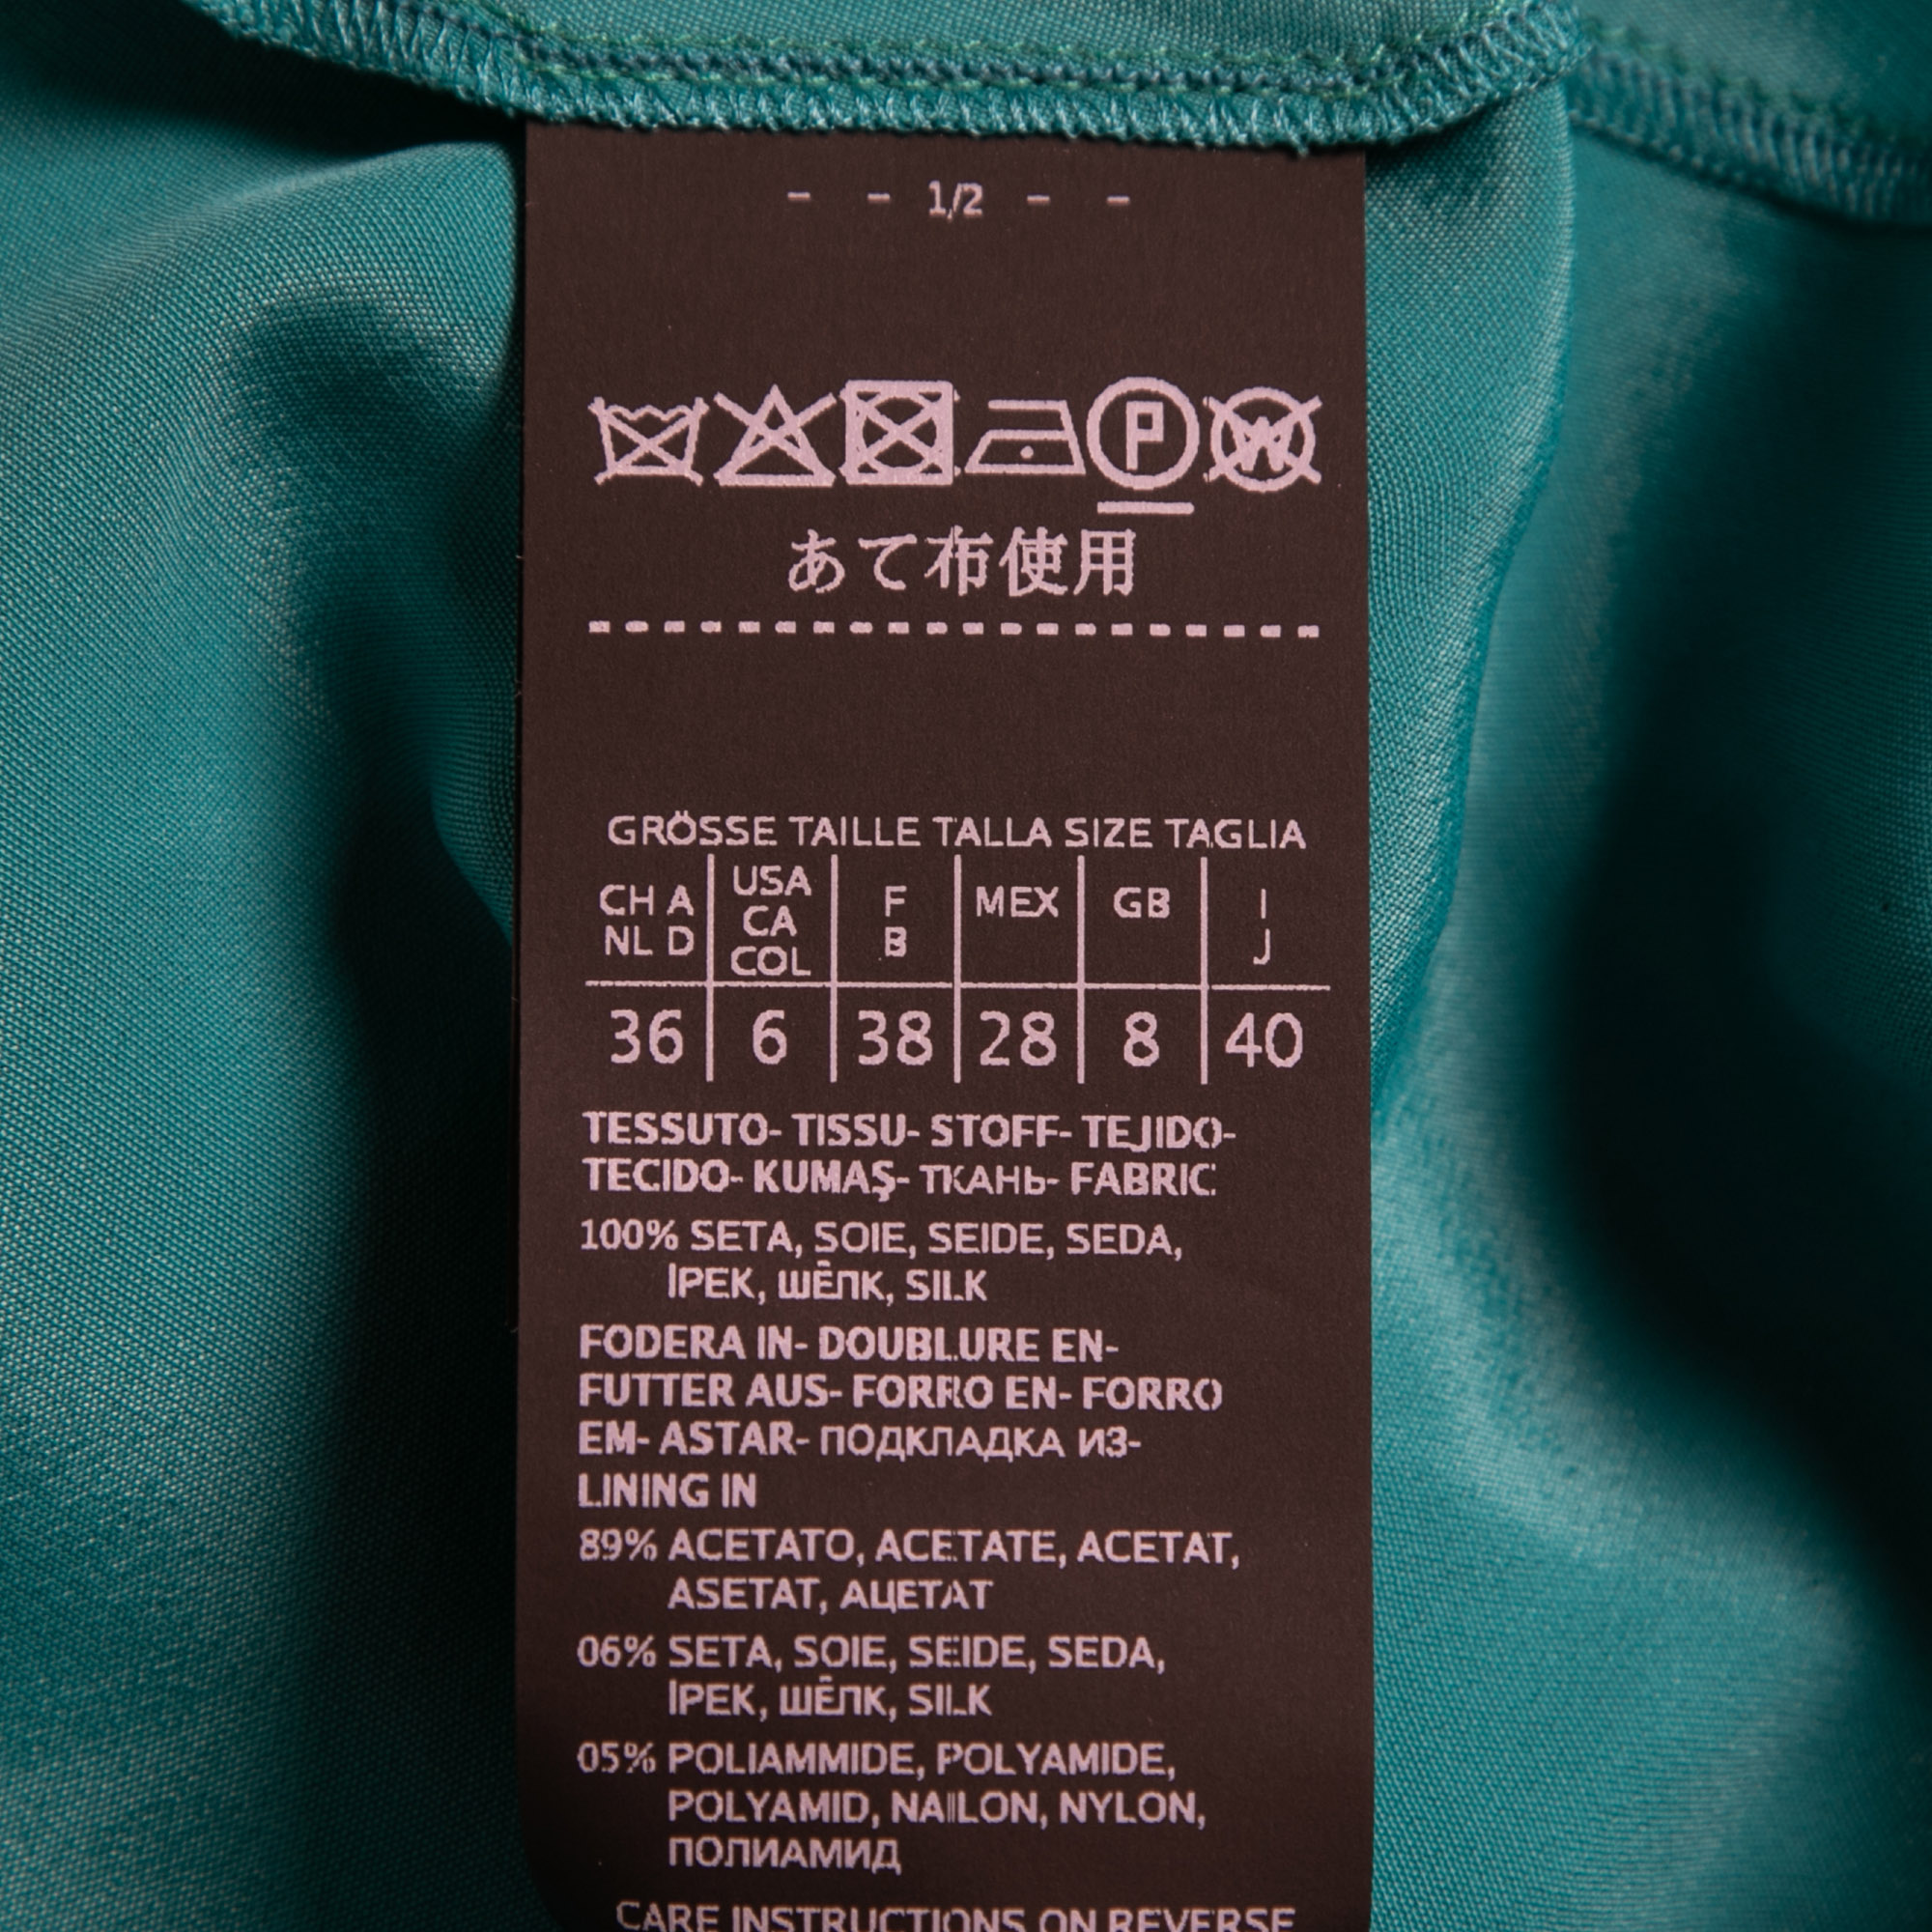 - - 1/2 - -
P W
あて布使用
GRÖSSE TAILLE TALLA SIZE TAGLIA
CH A NL D | USA CA COL | F B | MEX | GB | I J
36 | 6 | 38 | 28 | 8 | 40
TESSUTO- TISSU- STOFF- TEJIDO-
TECIDO- KUMAŞ- ТКАНЬ- FABRIC:
100% SETA, SOIE, SEIDE, SEDA,
İPEK, ШЁЛК, SILK
FODERA IN- DOUBLURE EN-
FUTTER AUS- FORRO EN- FORRO
EM- ASTAR- ПОДКЛАДКА ИЗ-
LINING IN
89% ACETATO, ACETATE, ACETAT,
ASETAT, АЦЕТАТ
06% SETA, SOIE, SEIDE, SEDA,
İPEK, ШЁЛК, SILK
05% POLIAMMIDE, POLYAMIDE,
POLYAMID, NAILON, NYLON,
ПОЛИАМИД
CARE INSTRUCTIONS ON REVERSE